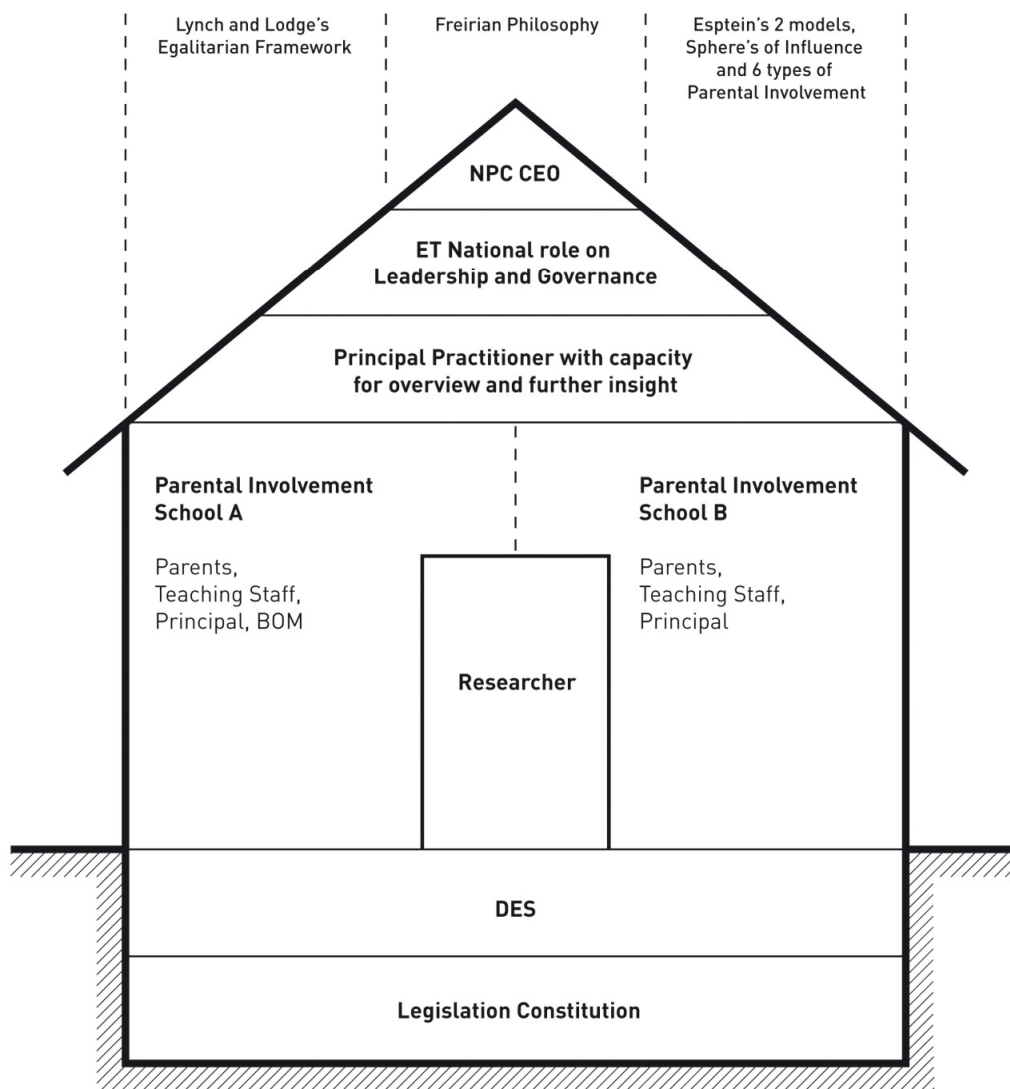 Lynch and Lodge's
Egalitarian Framework
Freirian Philosophy
Esptein's 2 models,
Sphere's of Influence
and 6 types of
Parental Involvement
NPC CEO
ET National role on
Leadership and Governance
Principal Practitioner with capacity
for overview and further insight
Parental Involvement
School A
Parents,
Teaching Staff,
Principal, BOM
Parental Involvement
School B
Parents,
Teaching Staff,
Principal
Researcher
DES
Legislation Constitution